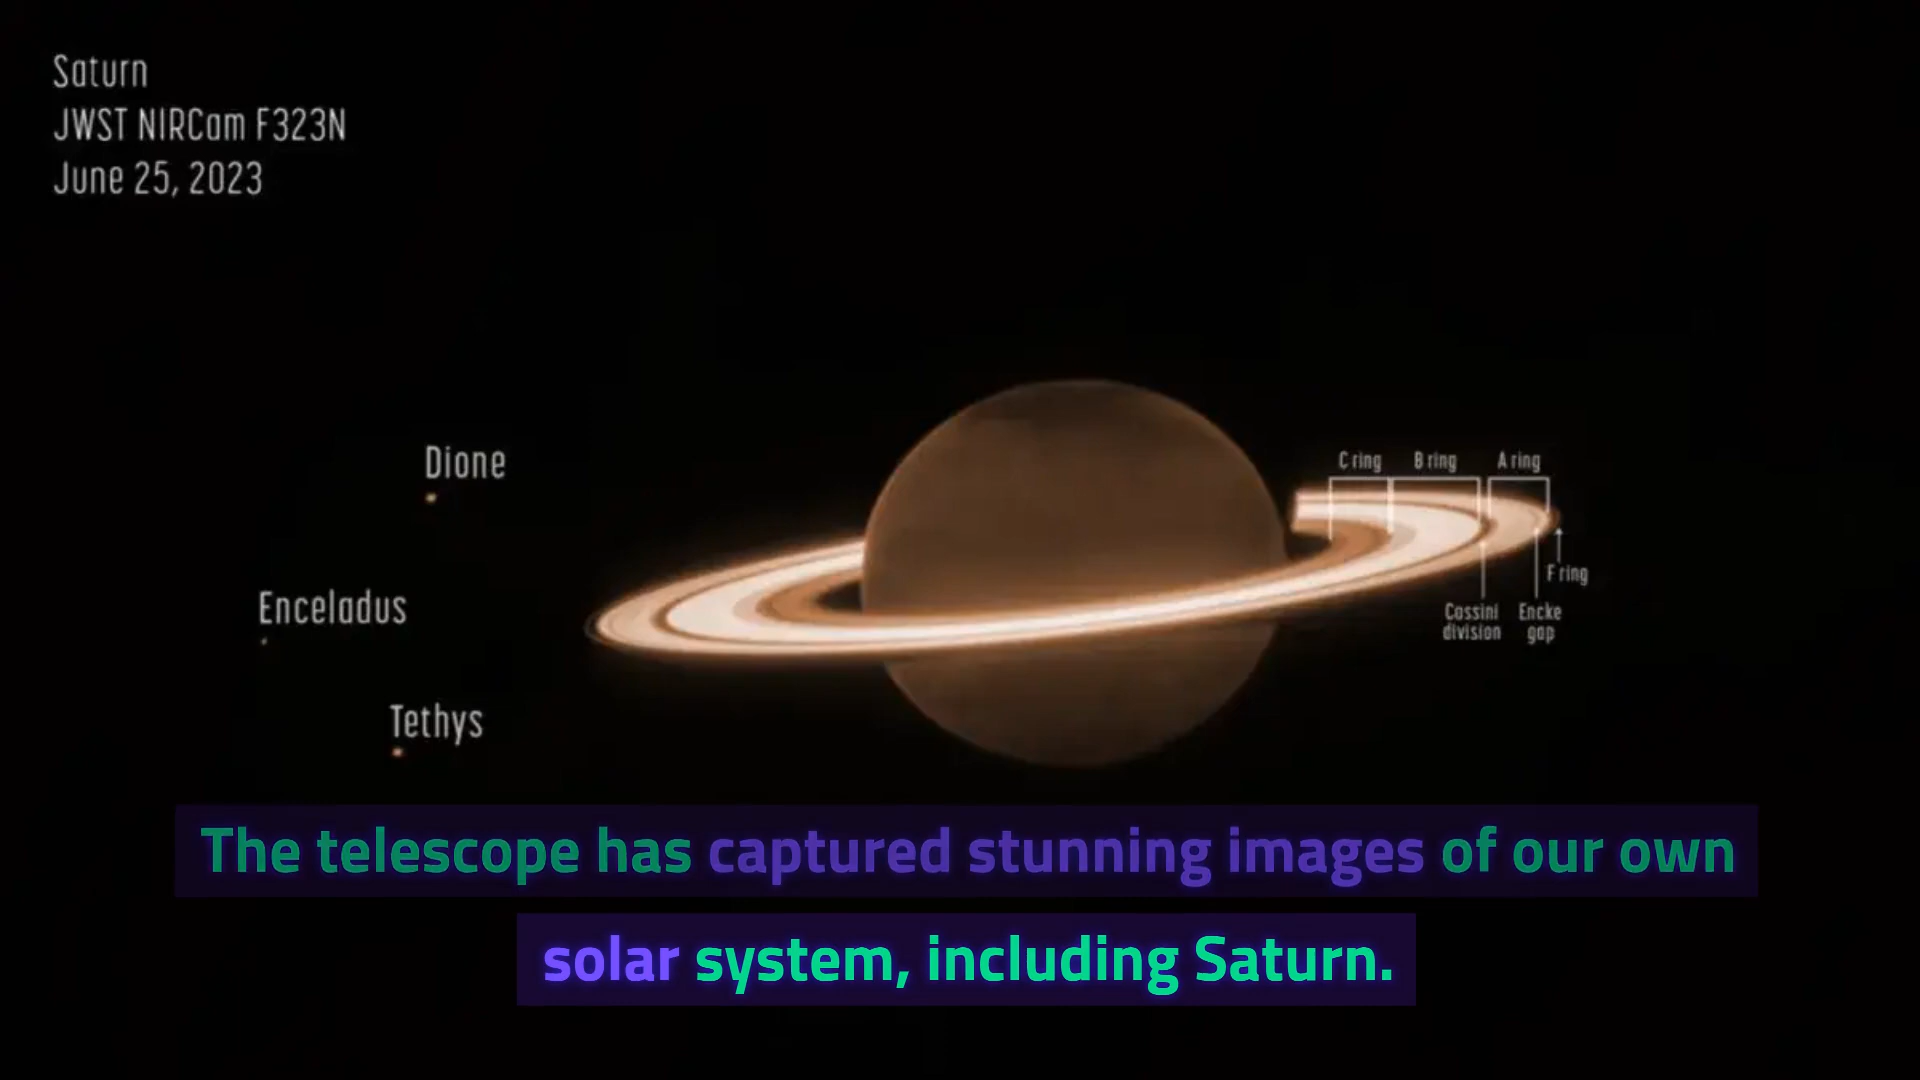 Saturn
JWST NIRCam F323N
June 25, 2023
Dione
C ring
B ring
A ring
F ring
Enceladus
Cassini
division
Encke
gap
Tethys
The telescope has captured stunning images of our own
solar system, including Saturn.